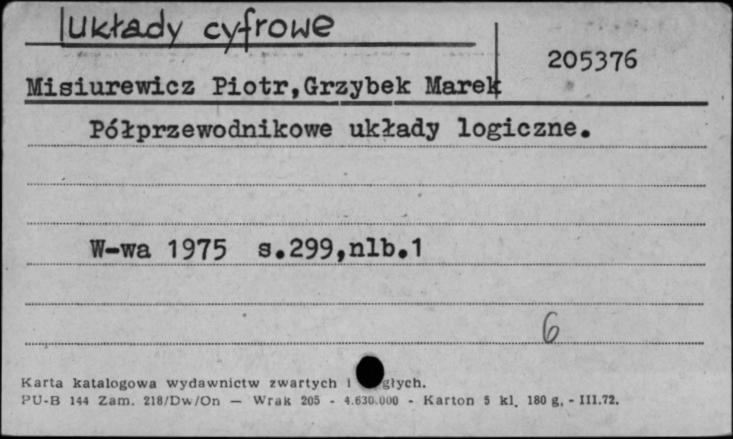 układy cyfrowe
205376
Misiurewicz Piotr,Grzybek Marek
Półprzewodnikowe układy logiczne.
W-wa 1975 s.299,nlb.1
6
Karta katalogowa wydawnictw zwartych i głych.
PU-B 144 Zam. 218/Dw/On — Wrak 205 - 4.630.000 - Karton 5 kl. 180 g. - III.72.